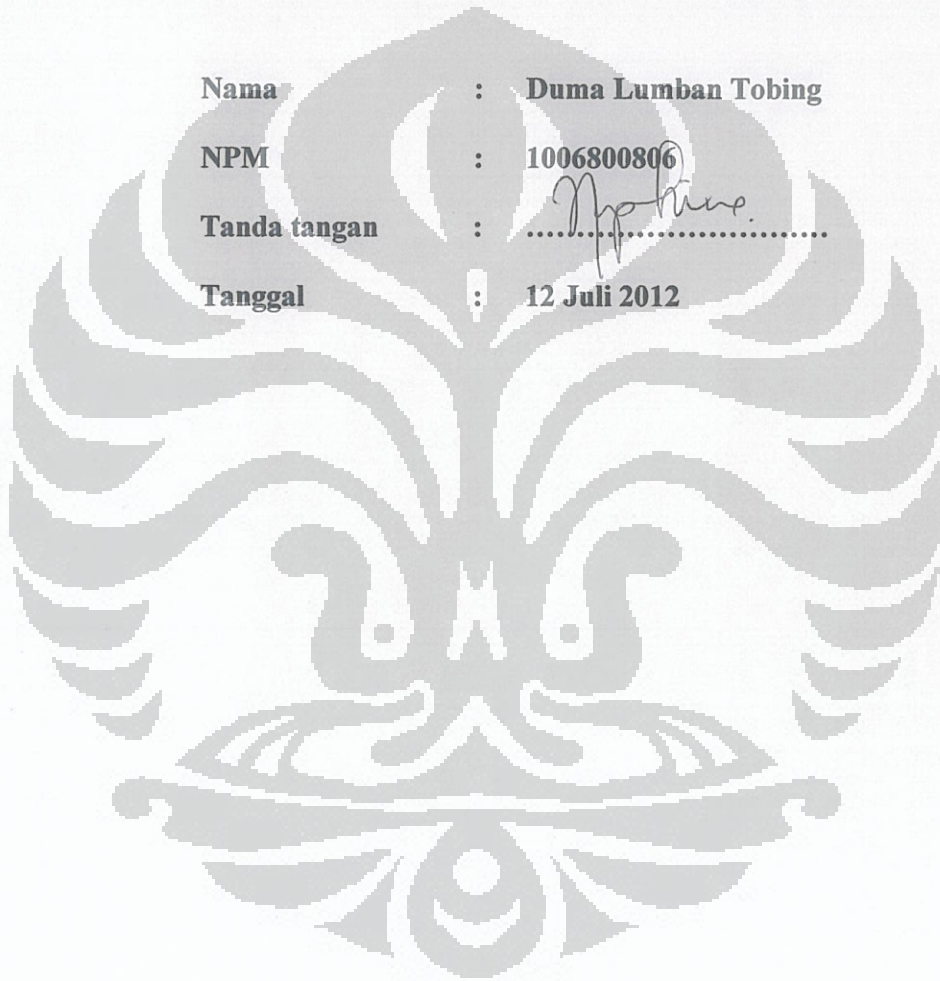 Nama : Duma Lumban Tobing
NPM : 1006800806
Tanda tangan : ..............................
Tanggal : 12 Juli 2012